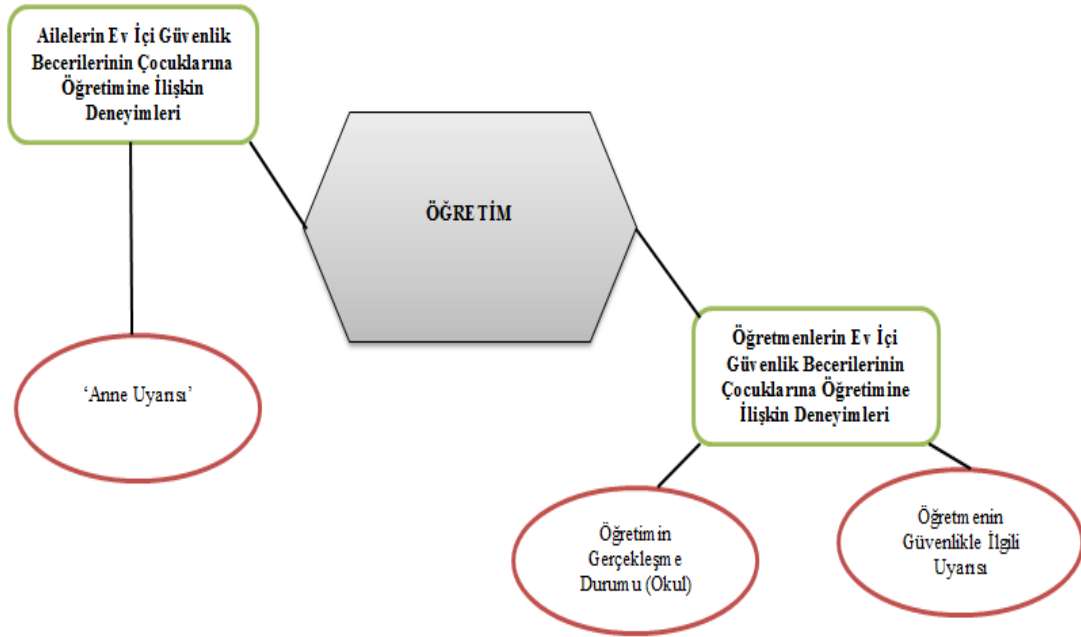 Ailelerin Ev İçi Güvenlik
Becerilerinin Çocuklarına
Öğretimine İlişkin
Deneyimleri
ÖĞRETİM
‘Anne Uyarısı’
Öğretmenlerin Ev İçi
Güvenlik Becerilerinin
Çocuklarına Öğretimine
İlişkin Deneyimleri
Öğretimin
Gerçekleşme
Durumu (Okul)
Öğretmenin
Güvenlikle İlgili
Uyarısı